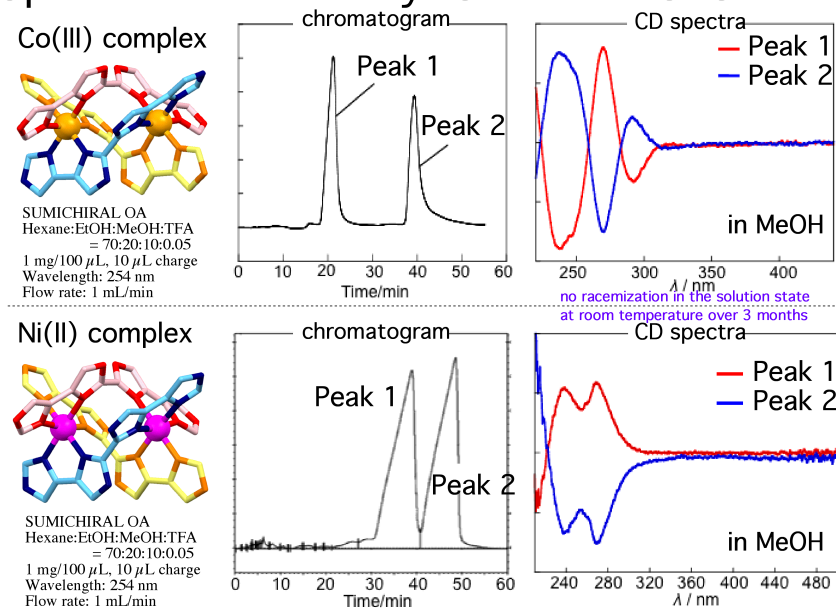 Co(III) complex
SUMICHIRAL OA
Hexane:EtOH:MeOH:TFA
= 70:20:10:0.05
1 mg/100 μL, 10 μL charge
Wavelength: 254 nm
Flow rate: 1 mL/min
chromatogram
Peak 1
Peak 2
0 10 20 30 40 50 60
Time/min
CD spectra
Peak 1
Peak 2
in MeOH
250 300 350 400
λ / nm
no racemization in the solution state
at room temperature over 3 months
Ni(II) complex
SUMICHIRAL OA
Hexane:EtOH:MeOH:TFA
= 70:20:10:0.05
1 mg/100 μL, 10 μL charge
Wavelength: 254 nm
Flow rate: 1 mL/min
chromatogram
Peak 1
Peak 2
0 10 20 30 40 50 60
Time/min
CD spectra
Peak 1
Peak 2
in MeOH
240 280 320 360 400 440 480
λ / nm